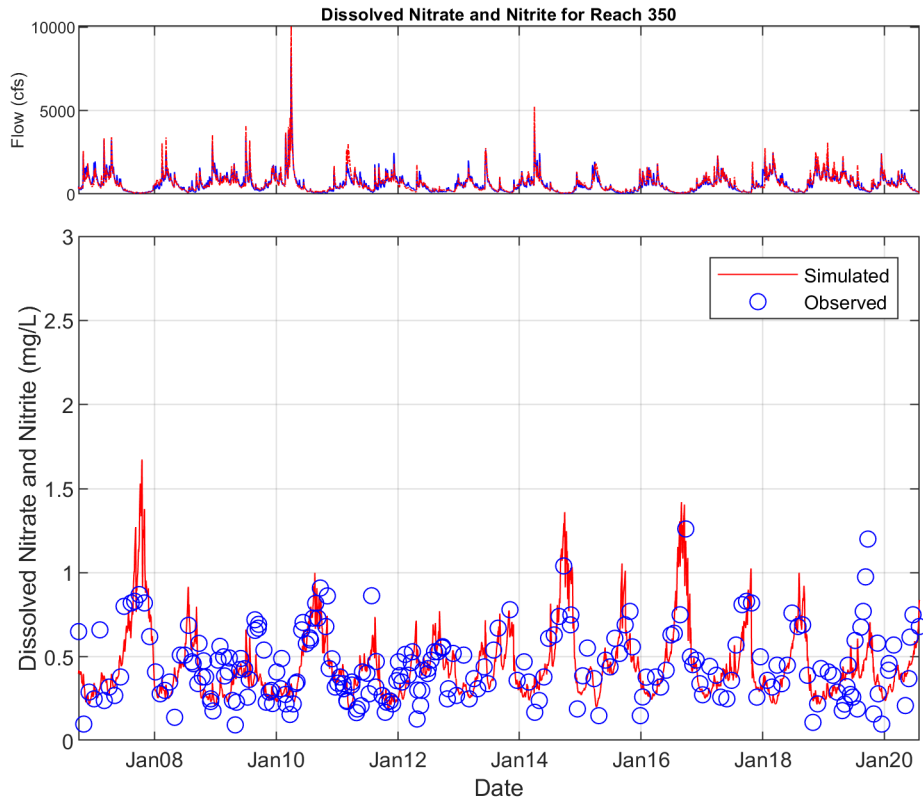 Dissolved Nitrate and Nitrite for Reach 350
10000
5000
0
Flow (cfs)
3
2.5
2
1.5
1
0.5
0
Dissolved Nitrate and Nitrite (mg/L)
Simulated
Observed
Jan08 Jan10 Jan12 Jan14 Jan16 Jan18 Jan20
Date